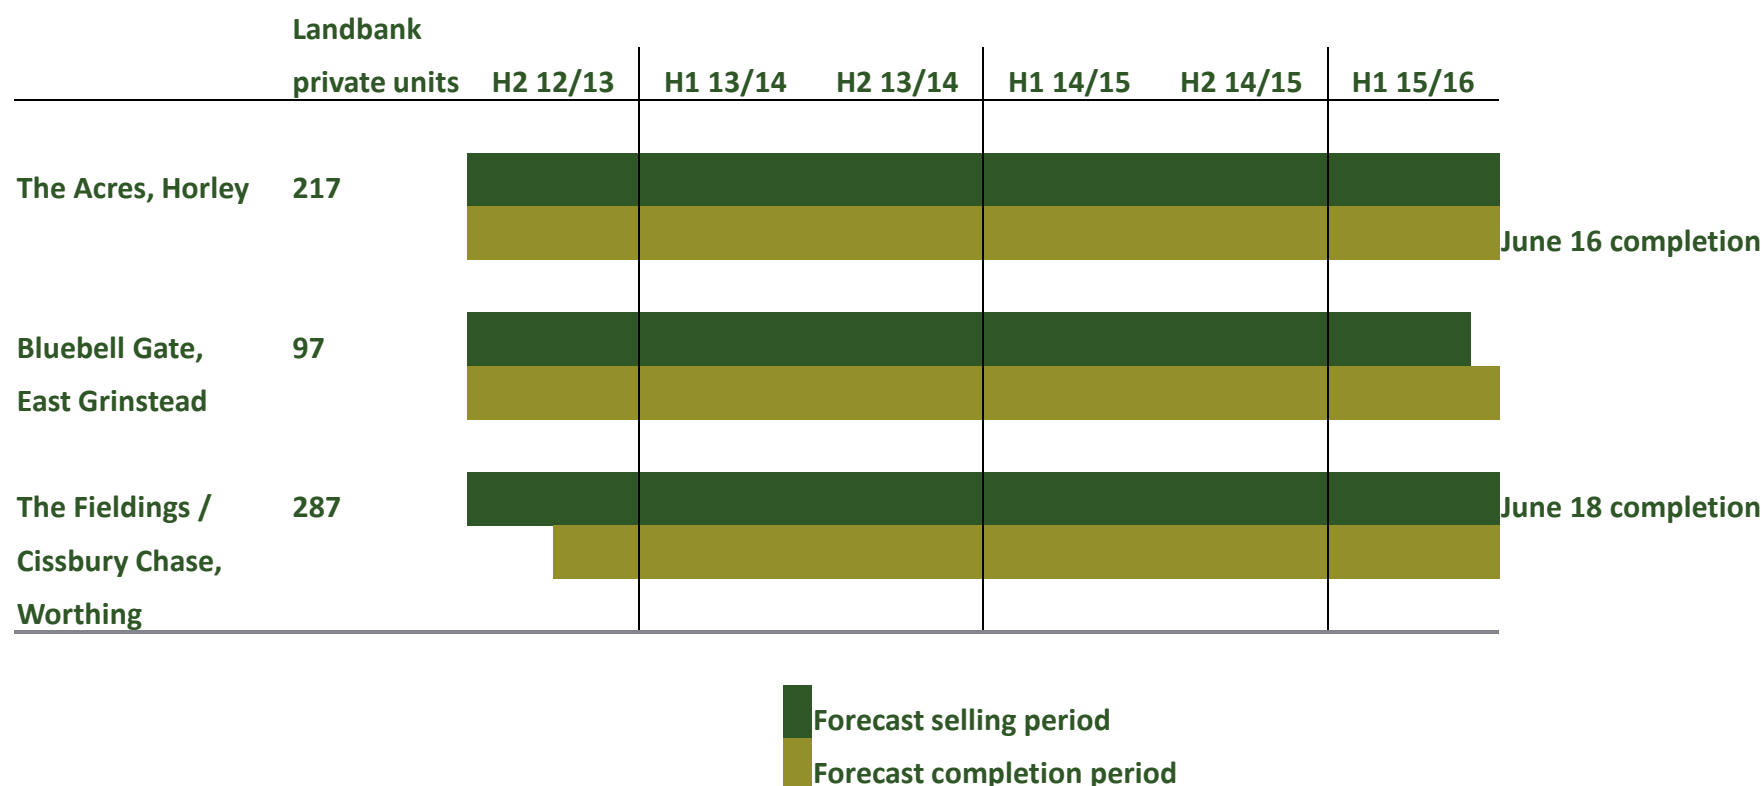 Landbank
private units H2 12/13 H1 13/14 H2 13/14 H1 14/15 H2 14/15 H1 15/16
The Acres, Horley 217
June 16 completion
Bluebell Gate, 97
East Grinstead
The Fieldings / 287 June 18 completion
Cissbury Chase,
Worthing
Forecast selling period
Forecast completion period